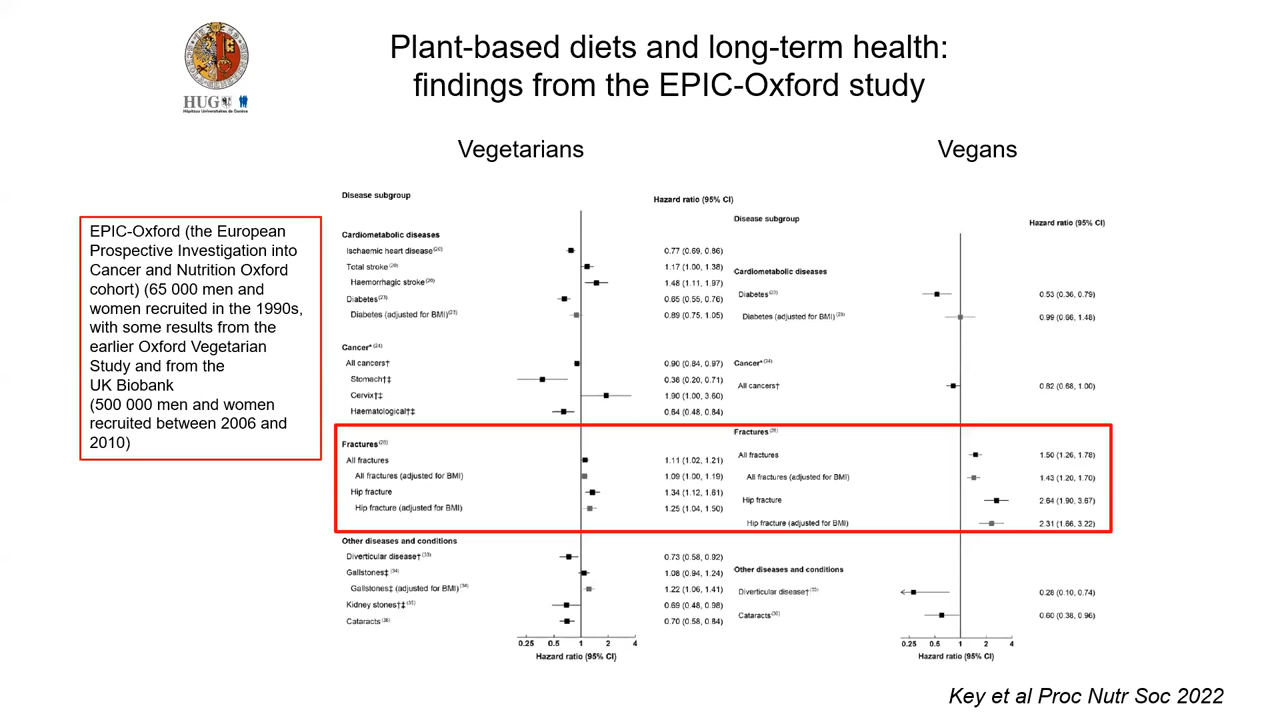 Plant-based diets and long-term health:
findings from the EPIC-Oxford study
HUG
Hôpitaux Universitaires de Genève
Vegetarians
Vegans
EPIC-Oxford (the European
Prospective Investigation into
Cancer and Nutrition Oxford
cohort) (65 000 men and
women recruited in the 1990s,
with some results from the
earlier Oxford Vegetarian
Study and from the
UK Biobank
(500 000 men and women
recruited between 2006 and
2010)
Disease subgroup
Hazard ratio (95% CI)
Cardiometabolic diseases
Ischaemic heart disease(20) 0.77 (0.69, 0.86)
Total stroke(20) 1.17 (1.00, 1.38)
Haemorrhagic stroke(20) 1.48 (1.11, 1.97)
Diabetes(23) 0.65 (0.55, 0.76)
Diabetes (adjusted for BMI)(23) 0.89 (0.75, 1.05)
Cancer*(24)
All cancers† 0.90 (0.84, 0.97)
Stomach†‡ 0.36 (0.20, 0.71)
Cervix†‡ 1.90 (1.00, 3.60)
Haematological†‡ 0.64 (0.48, 0.84)
Fractures
All fractures 1.11 (1.02, 1.21)
All fractures (adjusted for BMI) 1.09 (1.00, 1.19)
Hip fracture 1.34 (1.12, 1.61)
Hip fracture (adjusted for BMI) 1.25 (1.04, 1.50)
Other diseases and conditions
Diverticular disease†(33) 0.73 (0.58, 0.92)
Gallstones‡(34) 1.08 (0.94, 1.24)
Gallstones‡ (adjusted for BMI)(34) 1.22 (1.06, 1.41)
Kidney stones†‡(35) 0.69 (0.48, 0.98)
Cataracts(36) 0.70 (0.58, 0.84)
0.25 0.5 1 2 4
Hazard ratio (95% CI)
Disease subgroup
Hazard ratio (95% CI)
Cardiometabolic diseases
Diabetes 0.53 (0.36, 0.79)
Diabetes (adjusted for BMI) 0.99 (0.66, 1.48)
Cancer*(24)
All cancers† 0.82 (0.68, 1.00)
Fractures
All fractures 1.50 (1.26, 1.78)
All fractures (adjusted for BMI) 1.43 (1.20, 1.70)
Hip fracture 2.64 (1.90, 3.67)
Hip fracture (adjusted for BMI) 2.31 (1.66, 3.22)
Other diseases and conditions
Diverticular disease† 0.28 (0.10, 0.74)
Cataracts 0.60 (0.38, 0.96)
0.25 0.5 1 2 4
Hazard ratio (95% CI)
Key et al Proc Nutr Soc 2022